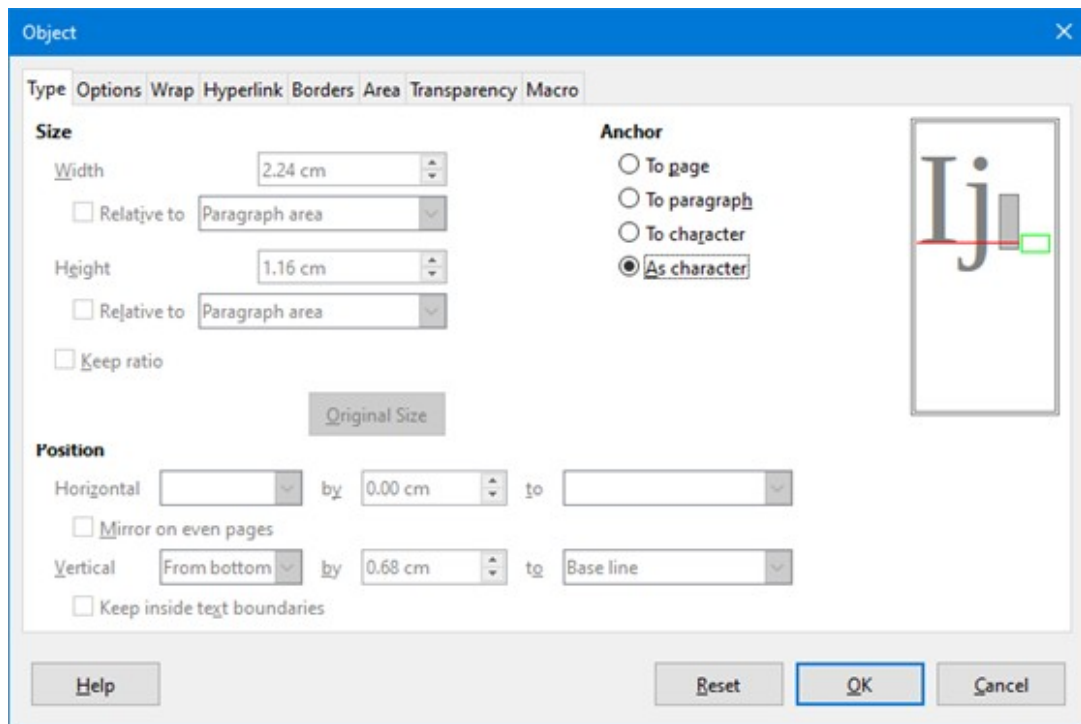 Object
Type Options Wrap Hyperlink Borders Area Transparency Macro
Size
Width 2.24 cm
Relative to Paragraph area
Height 1.16 cm
Relative to Paragraph area
Keep ratio
Original Size
Anchor
To page
To paragraph
To character
As character
Ij
Position
Horizontal by 0.00 cm to
Mirror on even pages
Vertical From bottom by 0.68 cm to Base line
Keep inside text boundaries
Help Reset OK Cancel